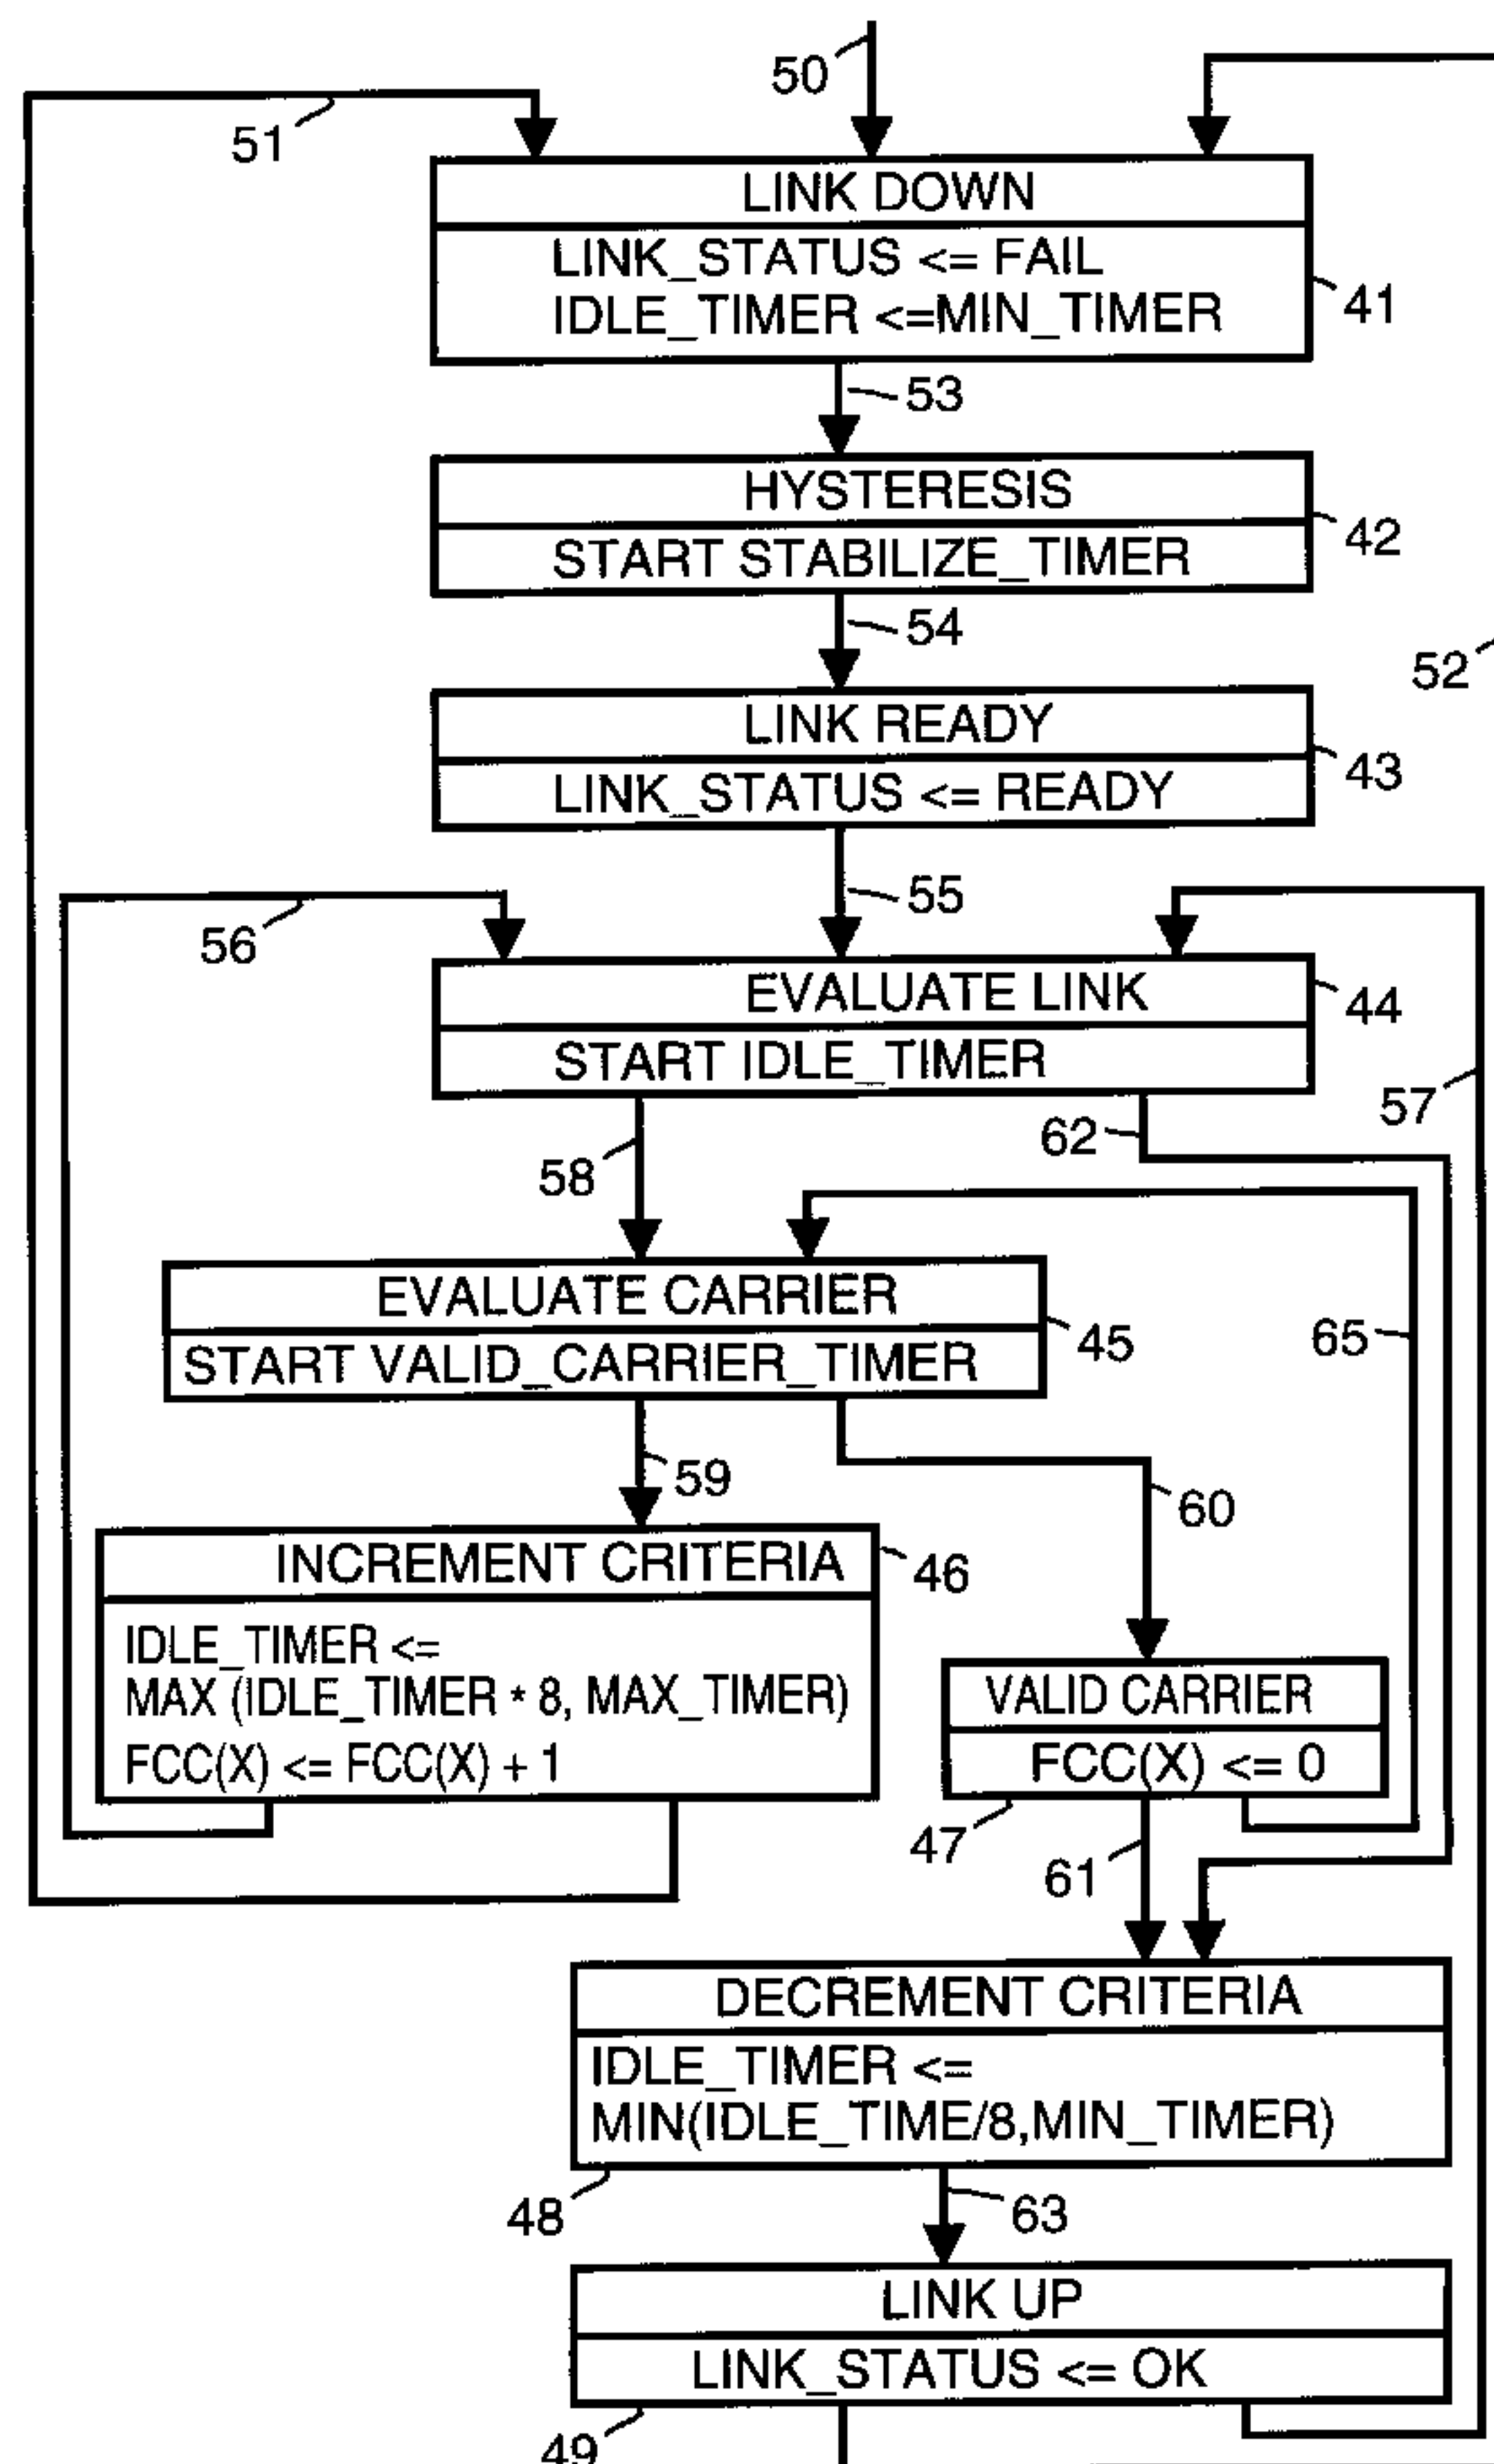 50
51
LINK DOWN
LINK_STATUS <= FAIL
IDLE_TIMER <=MIN_TIMER
41
53
HYSTERESIS
START STABILIZE_TIMER
42
54
52
LINK READY
LINK_STATUS <= READY
43
55
56
EVALUATE LINK
START IDLE_TIMER
44
57
62
58
EVALUATE CARRIER
START VALID_CARRIER_TIMER
45
65
59
60
INCREMENT CRITERIA
IDLE_TIMER <=
MAX (IDLE_TIMER * 8, MAX_TIMER)
FCC(X) <= FCC(X) + 1
46
VALID CARRIER
FCC(X) <= 0
47
61
DECREMENT CRITERIA
IDLE_TIMER <=
MIN(IDLE_TIME/8,MIN_TIMER)
48
63
LINK UP
LINK_STATUS <= OK
49